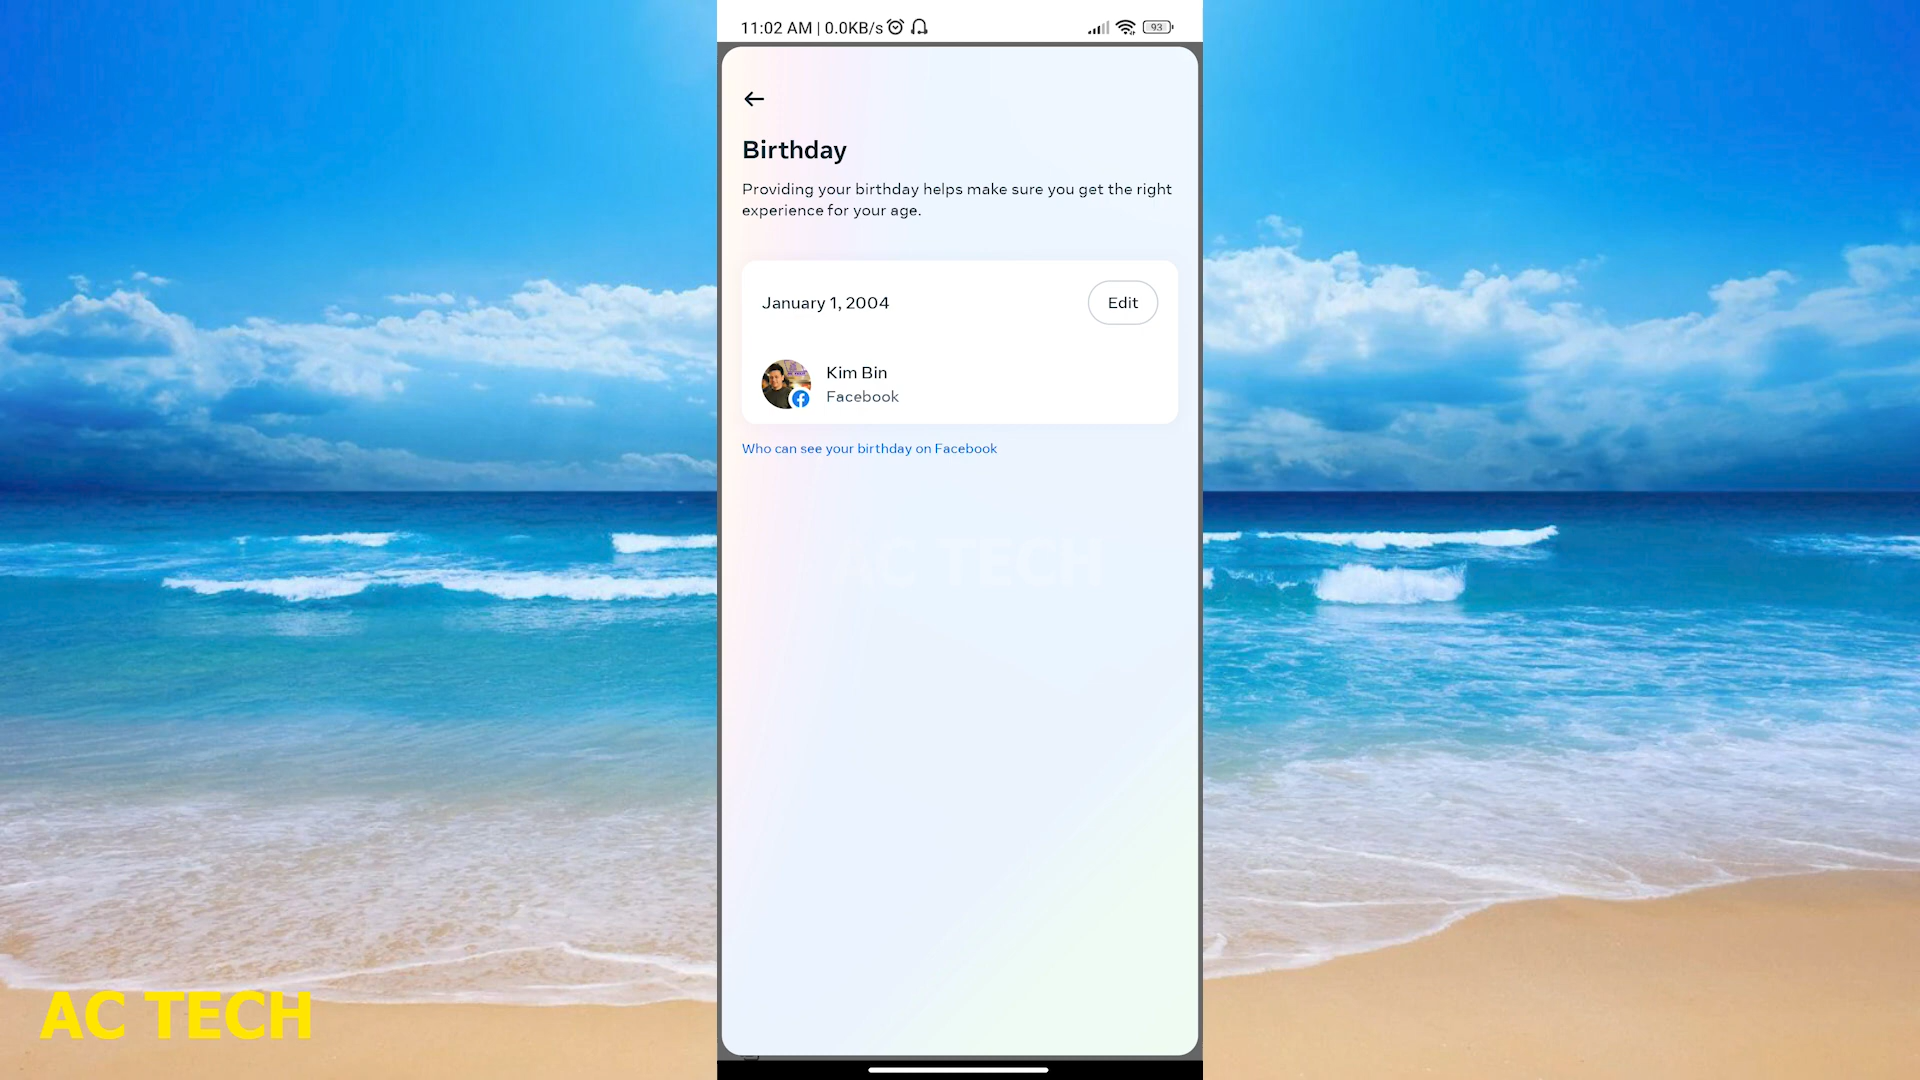 11:02 AM | 0.0KB/s
93
Birthday
Providing your birthday helps make sure you get the right
experience for your age.
January 1, 2004
Edit
Kim Bin
Facebook
Who can see your birthday on Facebook
AC TECH
AC TECH